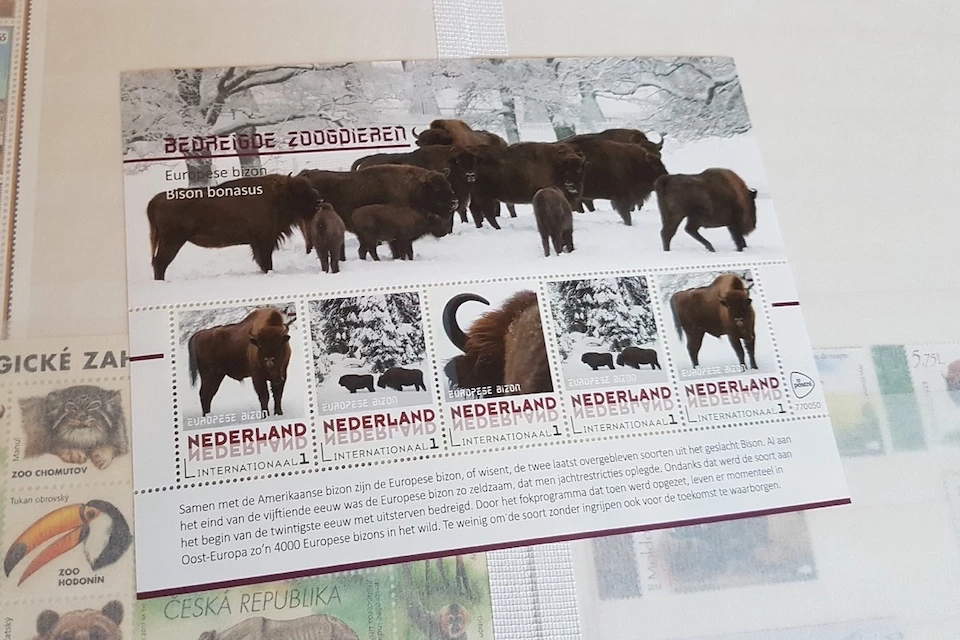 BEDREIGDE ZOOGDIEREN
Europese bizon
Bison bonasus
EUROPESE BIZON
NEDERLAND
NEDERLAND
INTERNATIONAAL 1
EUROPESE BIZON
NEDERLAND
NEDERLAND
INTERNATIONAAL 1
EUROPESE BIZON
NEDERLAND
NEDERLAND
INTERNATIONAAL 1
EUROPESE BIZON
NEDERLAND
NEDERLAND
INTERNATIONAAL 1
EUROPESE BIZON
NEDERLAND
NEDERLAND
INTERNATIONAAL 1
postnl
770050
Samen met de Amerikaanse bizon zijn de Europese bizon, of wisent, de twee laatst overgebleven soorten uit het geslacht Bison. Al aan
het eind van de vijftiende eeuw was de Europese bizon zo zeldzaam, dat men jachtrestricties oplegde. Ondanks dat werd de soort aan
het begin van de twintigste eeuw met uitsterven bedreigd. Door het fokprogramma dat toen werd opgezet, leven er momenteel in
Oost-Europa zo'n 4000 Europese bizons in het wild. Te weinig om de soort zonder ingrijpen ook voor de toekomst te waarborgen.
GICKÉ ZAH
Manul
ZOO CHOMUTOV
Tukan obrovský
ZOO
HODONÍN
ČESKÁ REPUBLIKA
5,75L